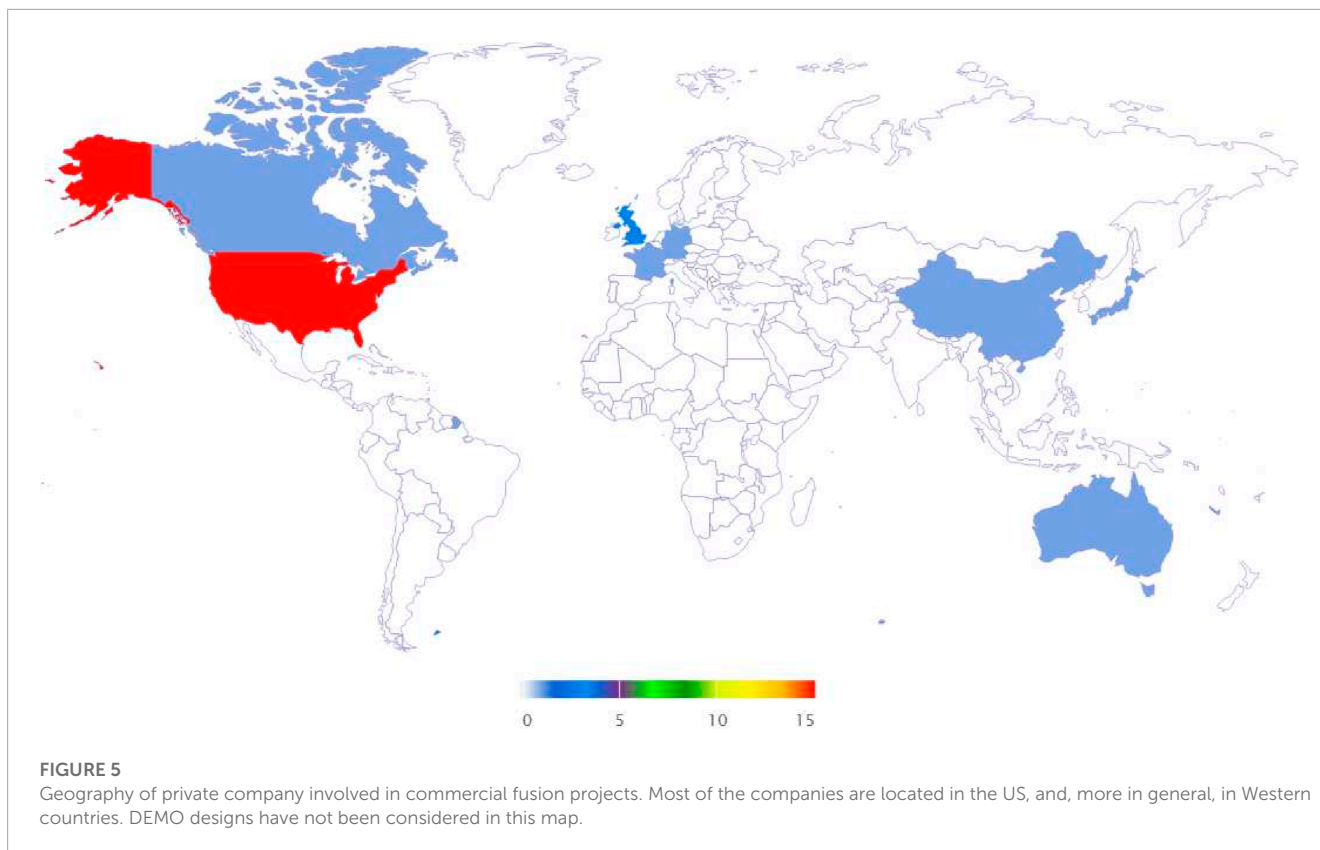 0 5 10 15
FIGURE 5
Geography of private company involved in commercial fusion projects. Most of the companies are located in the US, and, more in general, in Western
countries. DEMO designs have not been considered in this map.